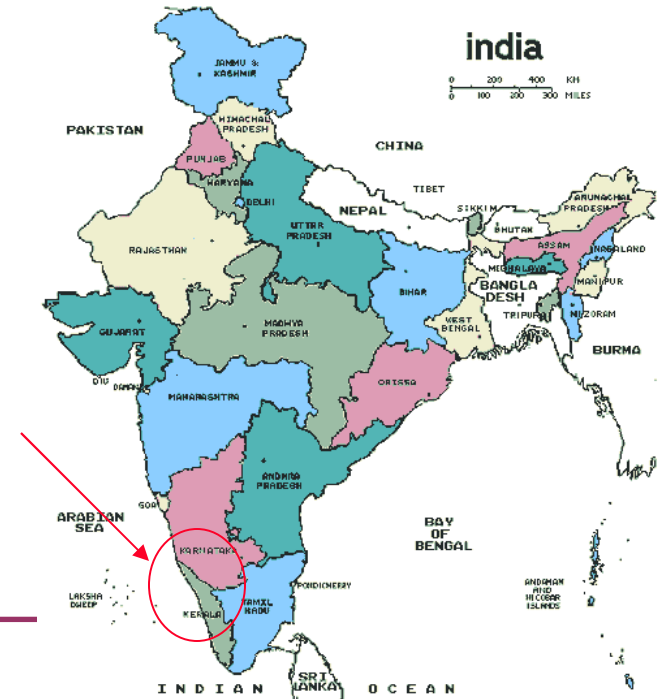 india
0 200 400 KM
0 100 200 300 MILES
JAMMU &
KASHMIR
PAKISTAN
HIMACHAL
PRADESH
CHINA
PUNJAB
HARYANA
TIBET
DELHI
NEPAL
SIKKIM
ARUNACHAL
PRADESH
BHUTAK
UTTAR
PRADESH
RAJASTHAN
ASSAM
NAGALAND
MEGHALAYA
BIHAR
BANGLA
DESH
MANIPUR
GUJARAT
MADHYA
PRADESH
WEST
BENGAL
TRIPURA
MIZORAM
BURMA
DIU
DAMAN
ORISSA
MAHARASHTRA
ANDHRA
PRADESH
GOA
ARABIAN
SEA
BAY
OF
BENGAL
KARNATAKA
LAKSHA
DWEEP
KERALA
TAMIL
NADU
PONDICHERRY
ANDAMAN
AND
NICOBAR
ISLANDS
SRI
LANKA
INDIAN OCEAN